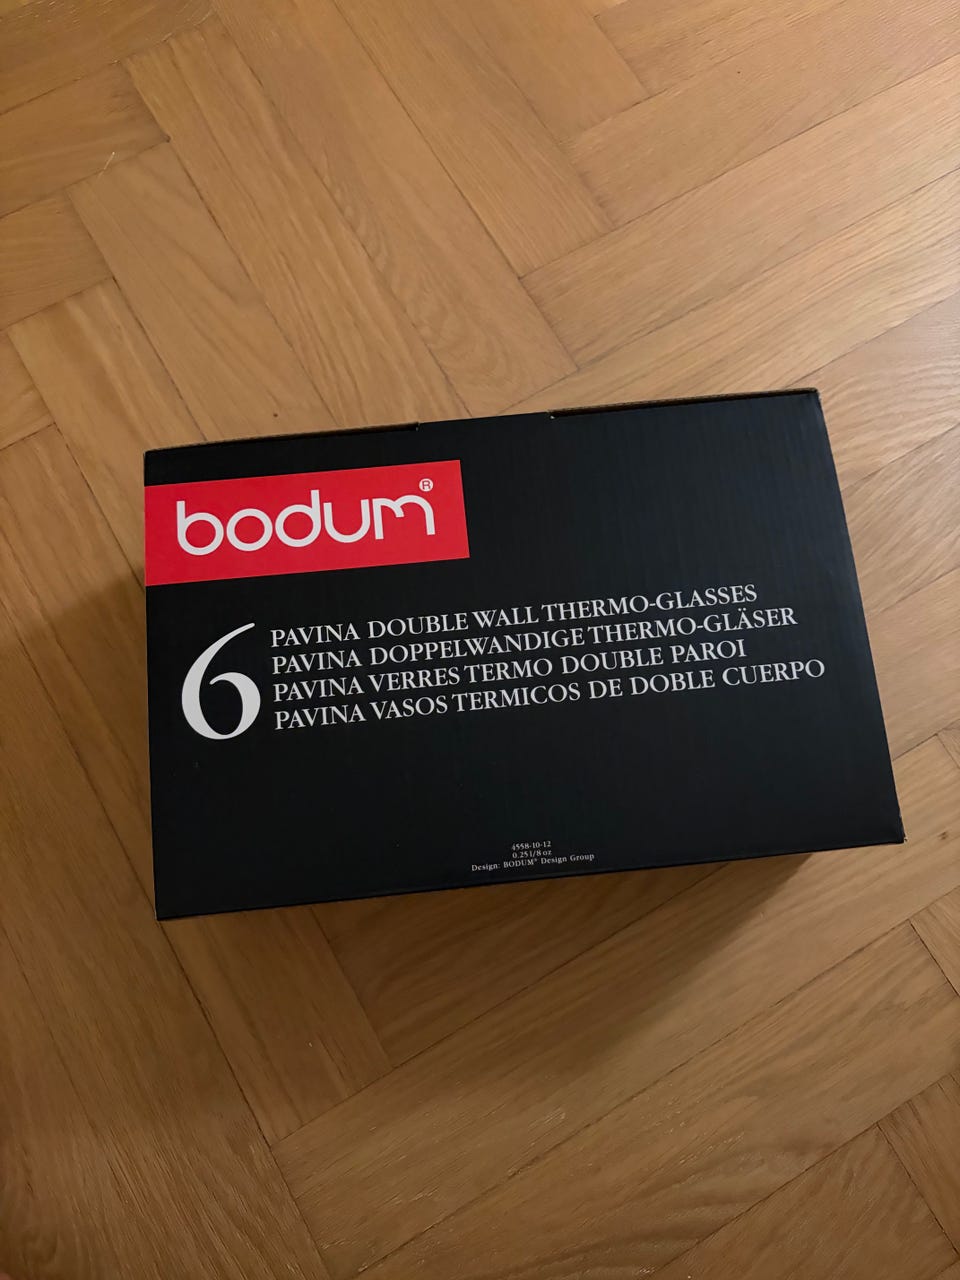 bodum®
6
PAVINA DOUBLE WALL THERMO-GLASSES
PAVINA DOPPELWANDIGE THERMO-GLÄSER
PAVINA VERRES TERMO DOUBLE PAROI
PAVINA VASOS TERMICOS DE DOBLE CUERPO
4558-10-12
0.25 l/8 oz
Design: BODUM® Design Group